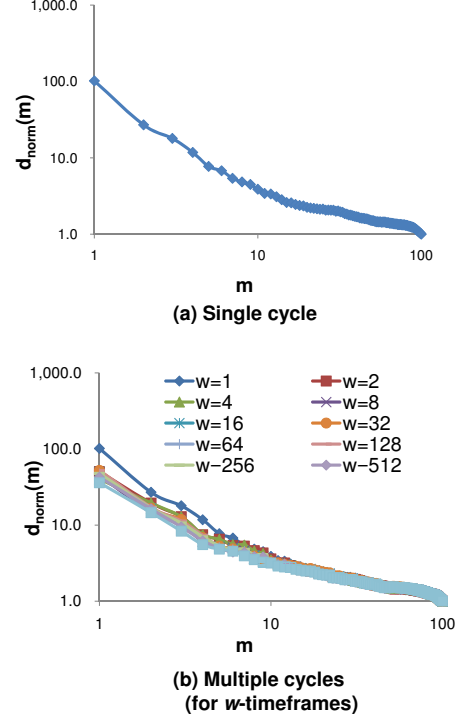 1,000.0
100.0
10.0
1.0
dnorm(m)
1
10
100
m
(a) Single cycle
1,000.0
100.0
10.0
1.0
dnorm(m)
w=1 w=2
w=4 w=8
w=16 w=32
w=64 w=128
w−256 w−512
1
10
100
m
(b) Multiple cycles
(for w-timeframes)